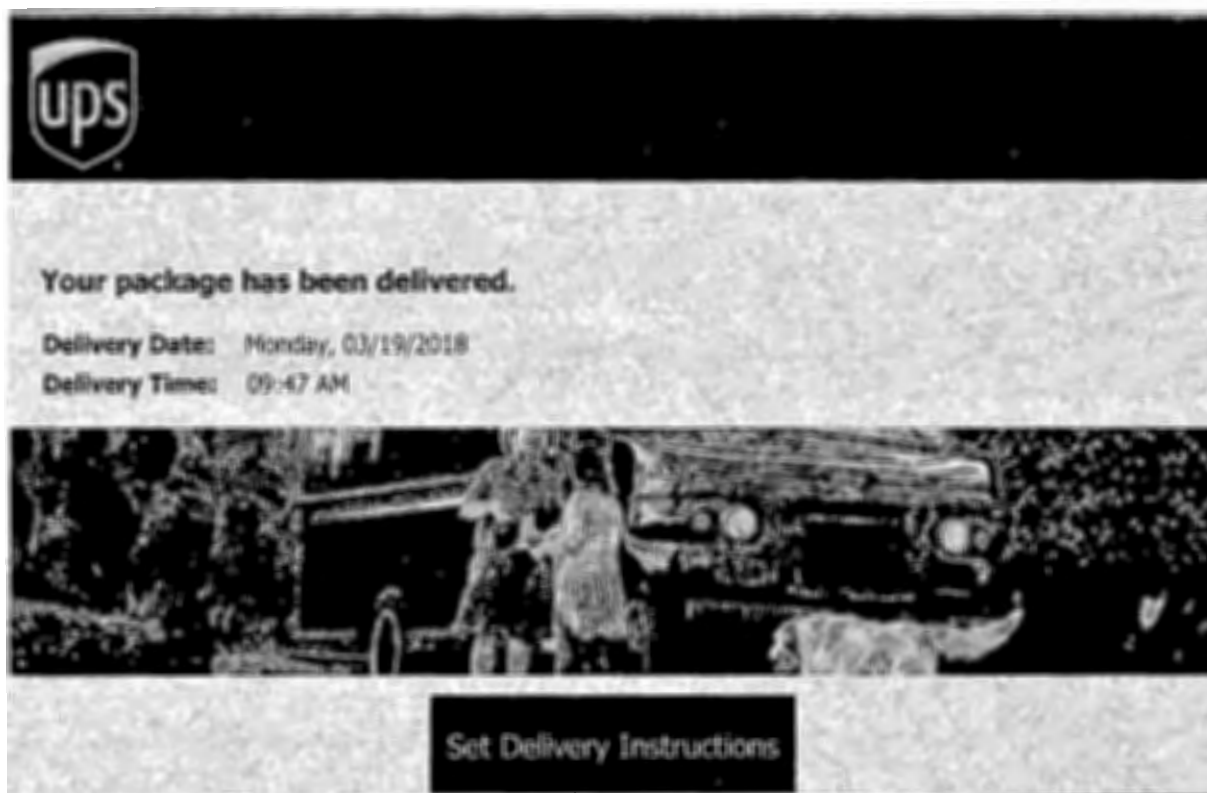 ups
Your package has been delivered.
Delivery Date: Monday, 03/19/2018
Delivery Time: 09:47 AM
Set Delivery Instructions